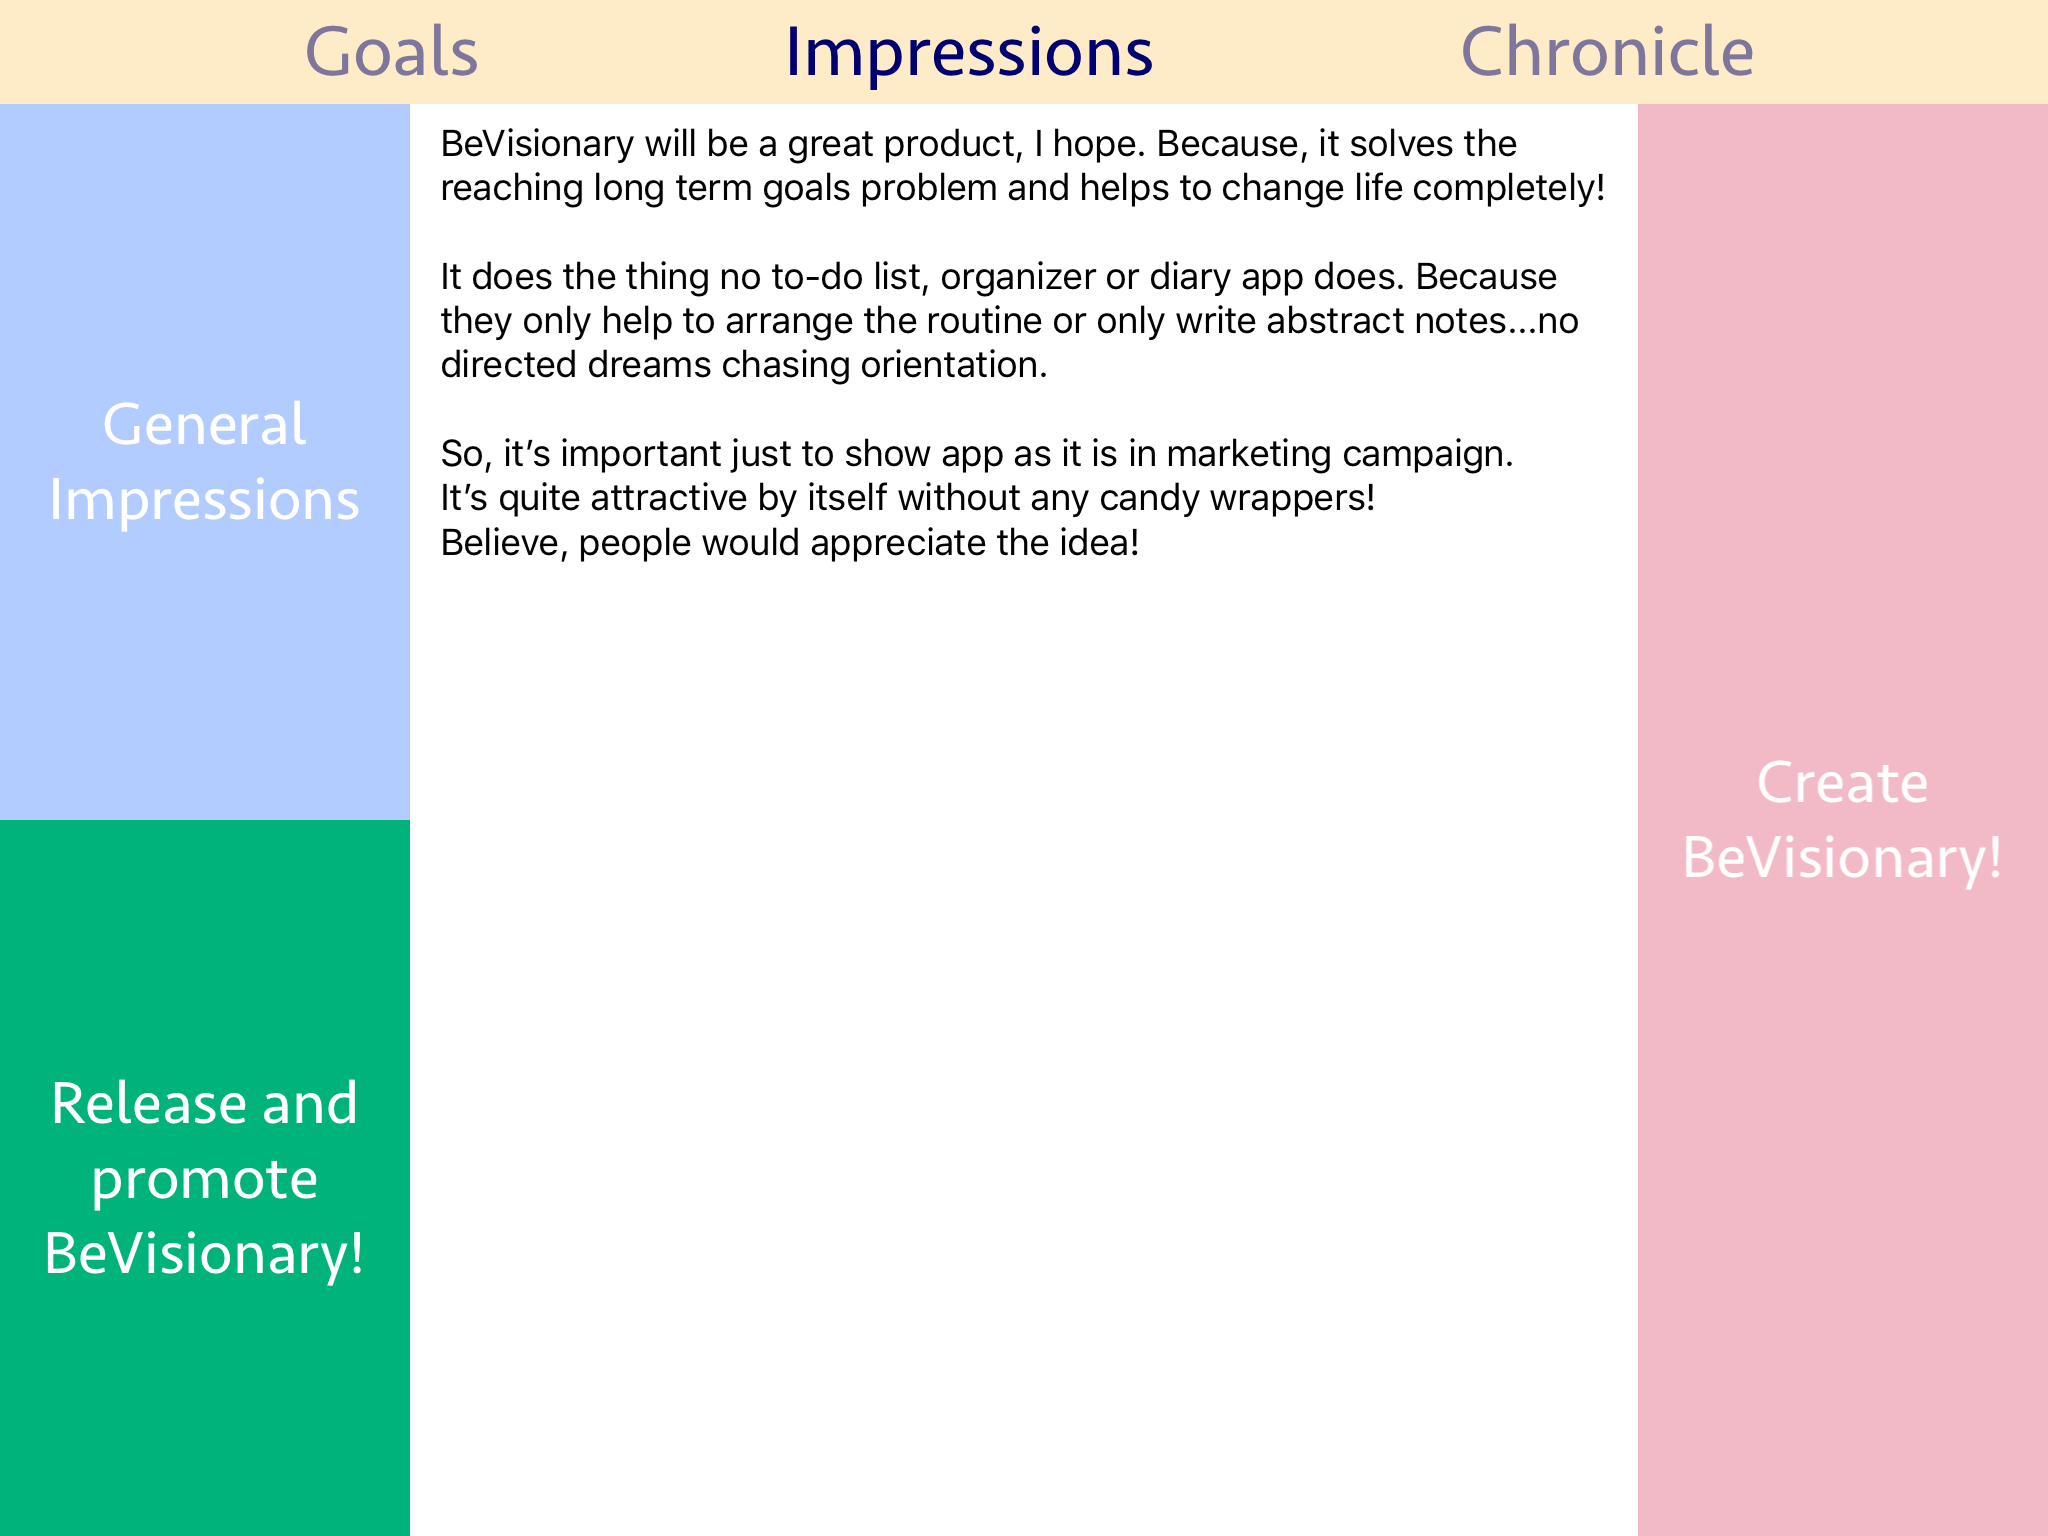 Goals
Impressions
Chronicle
General
Impressions
Release and
promote
BeVisionary!
BeVisionary will be a great product, I hope. Because, it solves the
reaching long term goals problem and helps to change life completely!
It does the thing no to-do list, organizer or diary app does. Because
they only help to arrange the routine or only write abstract notes...no
directed dreams chasing orientation.
So, it’s important just to show app as it is in marketing campaign.
It’s quite attractive by itself without any candy wrappers!
Believe, people would appreciate the idea!
Create
BeVisionary!